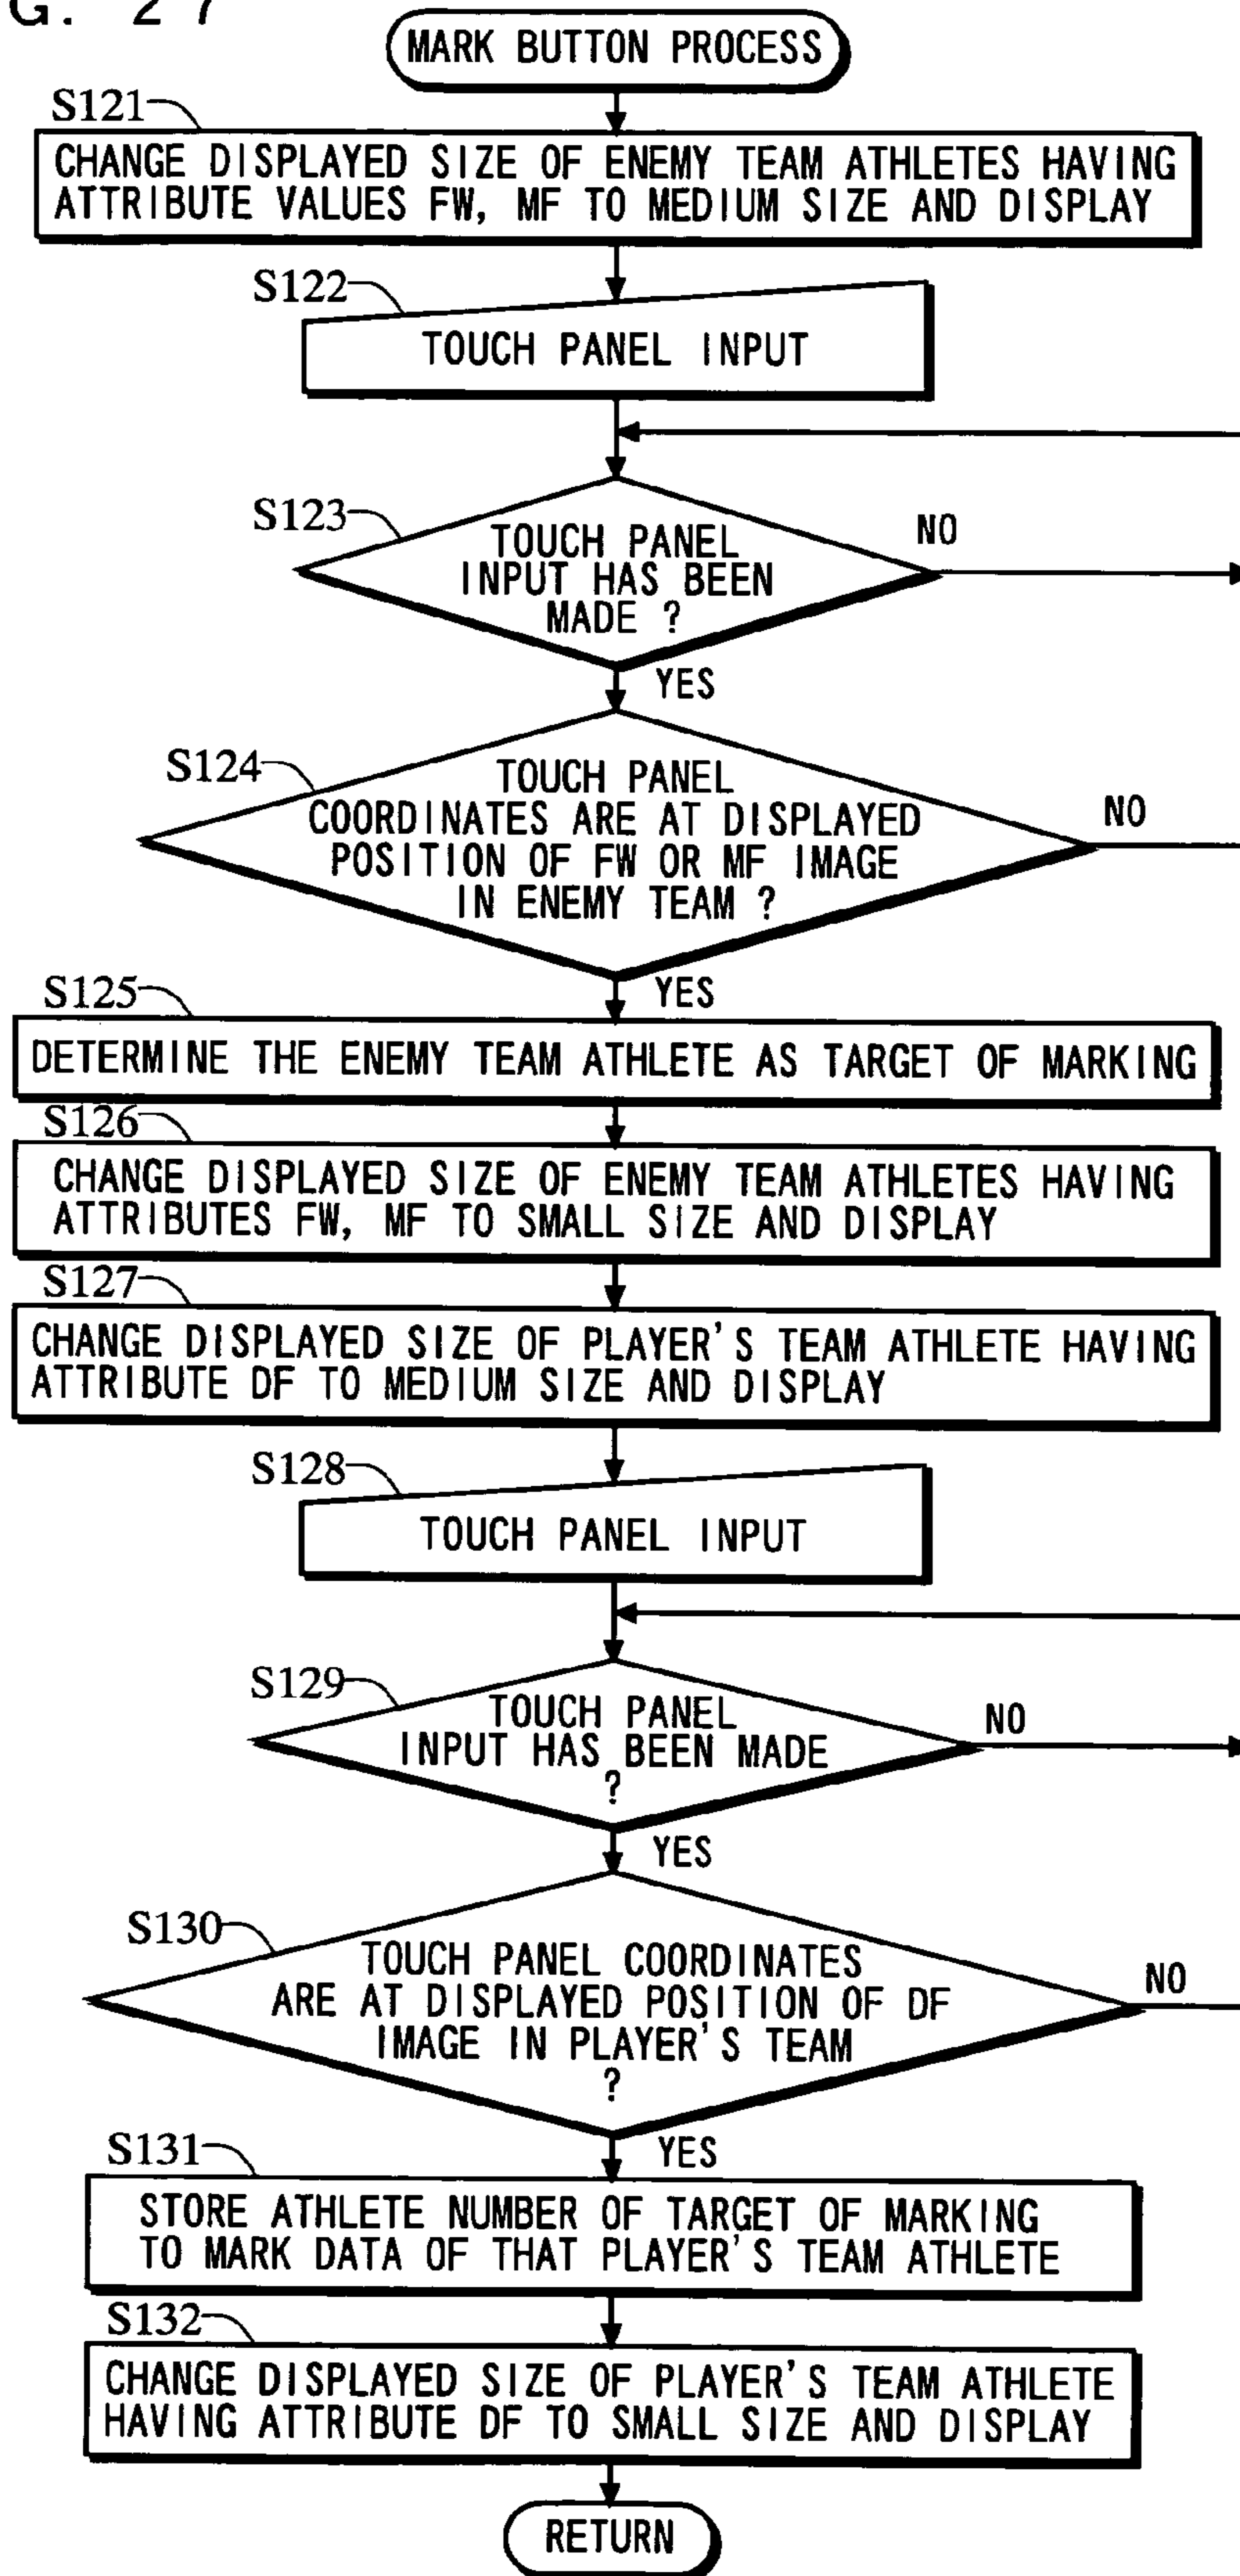 G. 27
MARK BUTTON PROCESS
S121
CHANGE DISPLAYED SIZE OF ENEMY TEAM ATHLETES HAVING
ATTRIBUTE VALUES FW, MF TO MEDIUM SIZE AND DISPLAY
S122
TOUCH PANEL INPUT
S123
TOUCH PANEL
INPUT HAS BEEN
MADE ?
NO
YES
S124
TOUCH PANEL
COORDINATES ARE AT DISPLAYED
POSITION OF FW OR MF IMAGE
IN ENEMY TEAM ?
NO
YES
S125
DETERMINE THE ENEMY TEAM ATHLETE AS TARGET OF MARKING
S126
CHANGE DISPLAYED SIZE OF ENEMY TEAM ATHLETES HAVING
ATTRIBUTES FW, MF TO SMALL SIZE AND DISPLAY
S127
CHANGE DISPLAYED SIZE OF PLAYER'S TEAM ATHLETE HAVING
ATTRIBUTE DF TO MEDIUM SIZE AND DISPLAY
S128
TOUCH PANEL INPUT
S129
TOUCH PANEL
INPUT HAS BEEN MADE
?
NO
YES
S130
TOUCH PANEL COORDINATES
ARE AT DISPLAYED POSITION OF DF
IMAGE IN PLAYER'S TEAM
?
NO
YES
S131
STORE ATHLETE NUMBER OF TARGET OF MARKING
TO MARK DATA OF THAT PLAYER'S TEAM ATHLETE
S132
CHANGE DISPLAYED SIZE OF PLAYER'S TEAM ATHLETE
HAVING ATTRIBUTE DF TO SMALL SIZE AND DISPLAY
RETURN